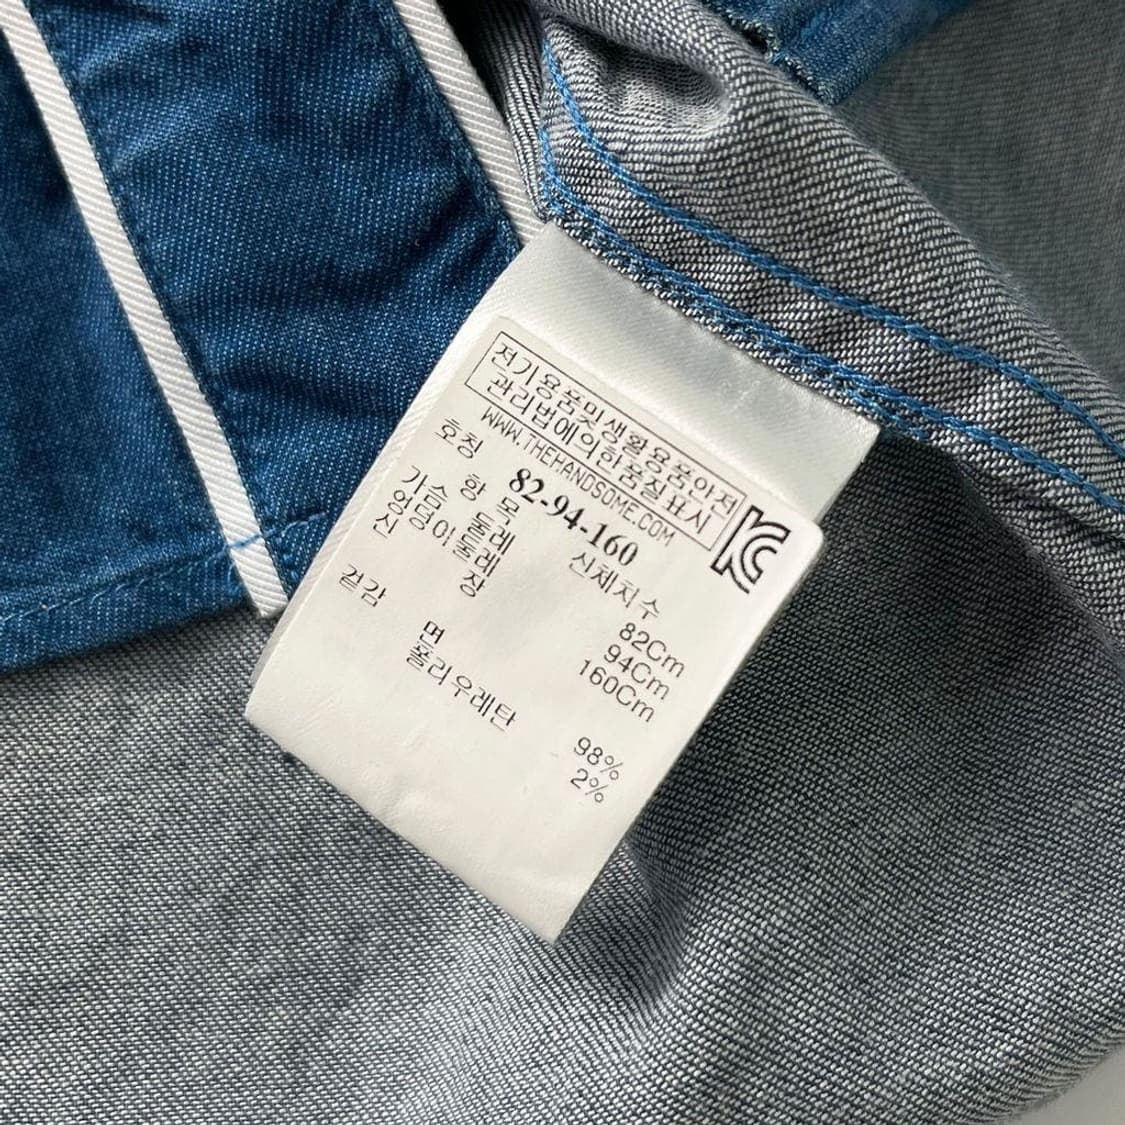 전기용품및생활용품안전
관리법에의한품질표시
WWW.THEHANDSOME.COM
호칭 82-94-160
항 목 신체치수
가슴 둘레 82Cm
엉덩이둘레 94Cm
신 장 160Cm
겉감
면 98%
폴리우레탄 2%